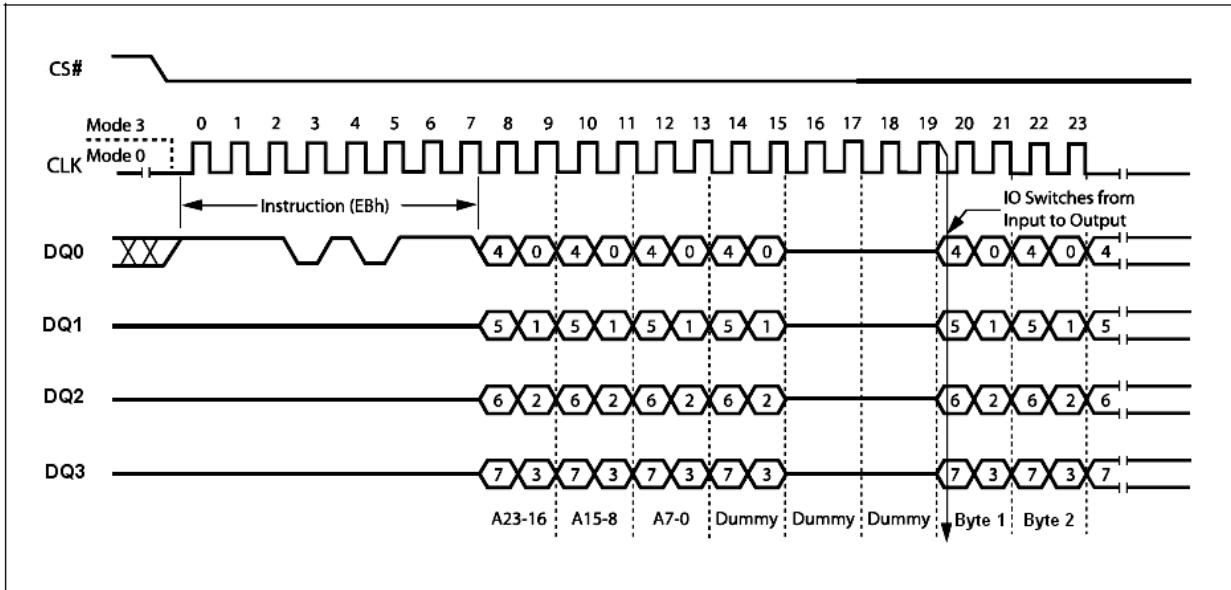 CS#
Mode 3
0 1 2 3 4 5 6 7 8 9 10 11 12 13 14 15 16 17 18 19 20 21 22 23
Mode 0
CLK
Instruction (EBh)
IO Switches from
Input to Output
DQ0 4 0 4 0 4 0 4 0 4 0 4 0 4
DQ1 5 1 5 1 5 1 5 1 5 1 5 1 5
DQ2 6 2 6 2 6 2 6 2 6 2 6 2 6
DQ3 7 3 7 3 7 3 7 3 7 3 7 3 7
A23-16 A15-8 A7-0 Dummy Dummy Dummy Byte 1 Byte 2